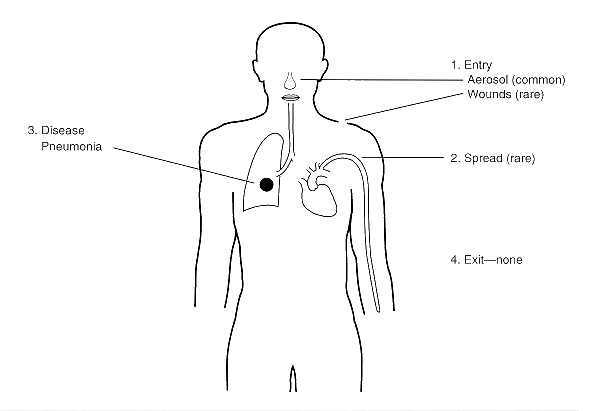 1. Entry
Aerosol (common)
Wounds (rare)
3. Disease
Pneumonia
2. Spread (rare)
4. Exit—none